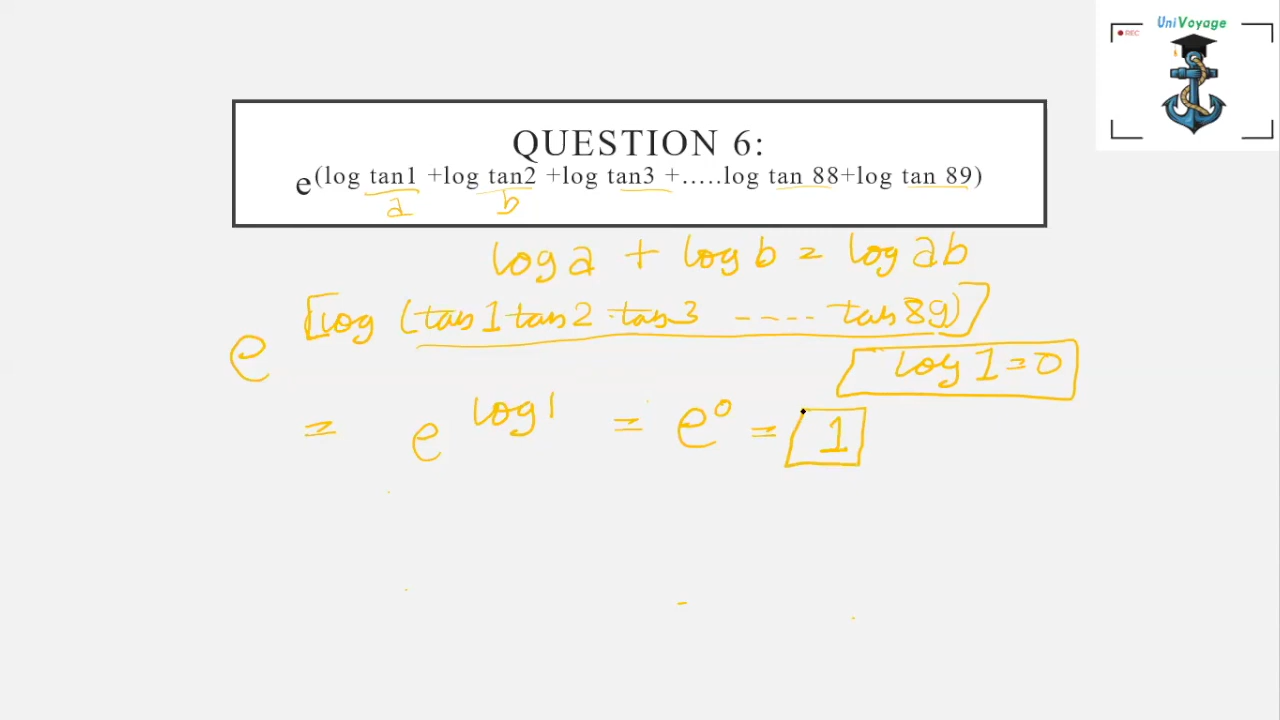 UniVoyage
REC
QUESTION 6:
e(log tan1 +log tan2 +log tan3 +.....log tan 88+log tan 89)
a b
log a + log b = log ab
e [log (tan 1 tan 2 · tan 3 ---- tan 89)]
log 1 = 0
= e log 1 = e0 = 1